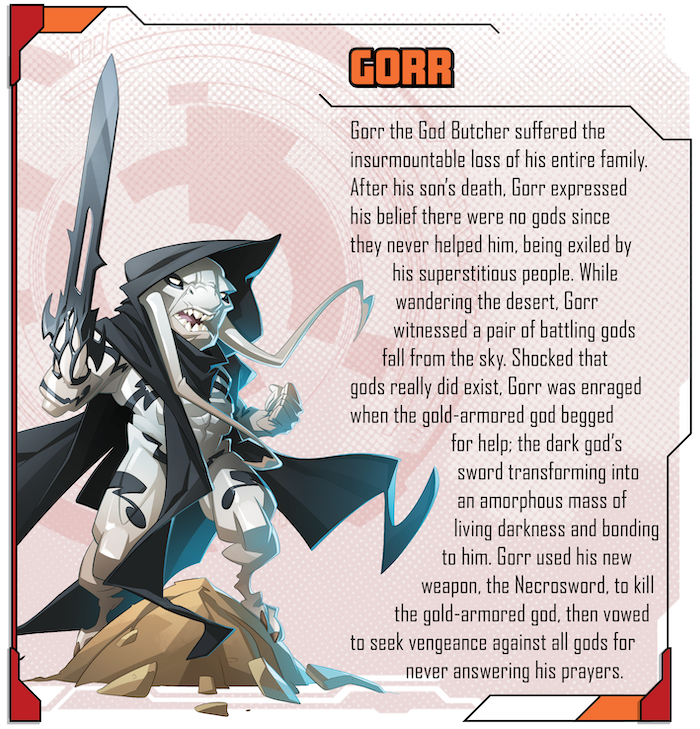 GORR
Gorr the God Butcher suffered the
insurmountable loss of his entire family.
After his son's death, Gorr expressed
his belief there were no gods since
they never helped him, being exiled by
his superstitious people. While
wandering the desert, Gorr
witnessed a pair of battling gods
fall from the sky. Shocked that
gods really did exist, Gorr was enraged
when the gold-armored god begged
for help; the dark god's
sword transforming into
an amorphous mass of
living darkness and bonding
to him. Gorr used his new
weapon, the Necrosword, to kill
the gold-armored god, then vowed
to seek vengeance against all gods for
never answering his prayers.